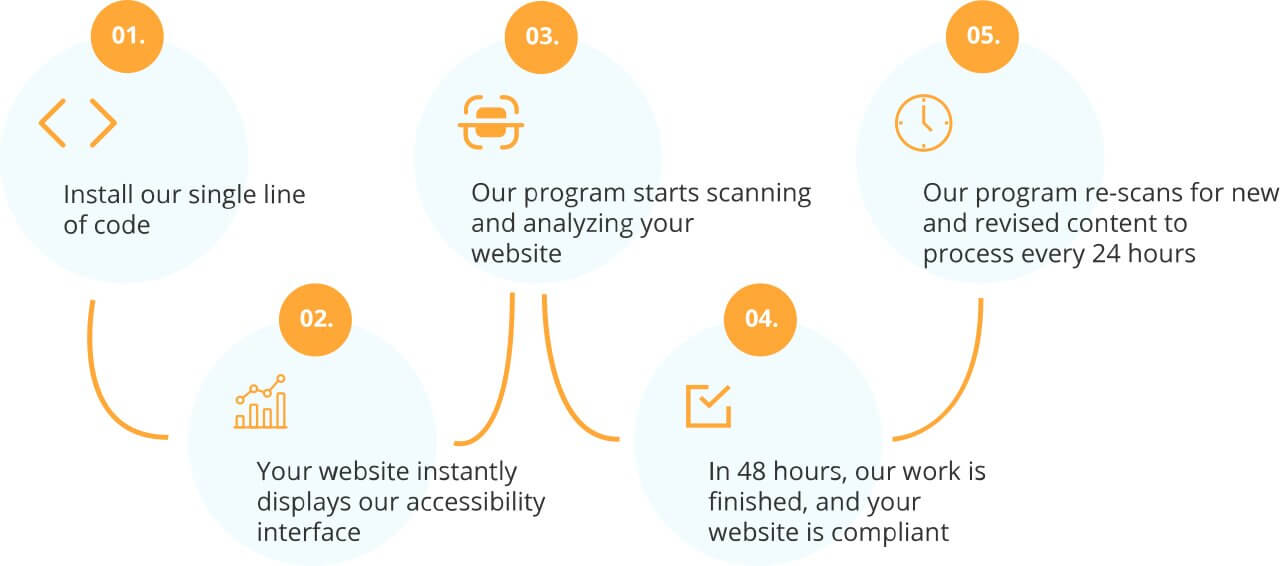 01.
Install our single line
of code
02.
Your website instantly
displays our accessibility
interface
03.
Our program starts scanning
and analyzing your
website
04.
In 48 hours, our work is
finished, and your
website is compliant
05.
Our program re-scans for new
and revised content to
process every 24 hours